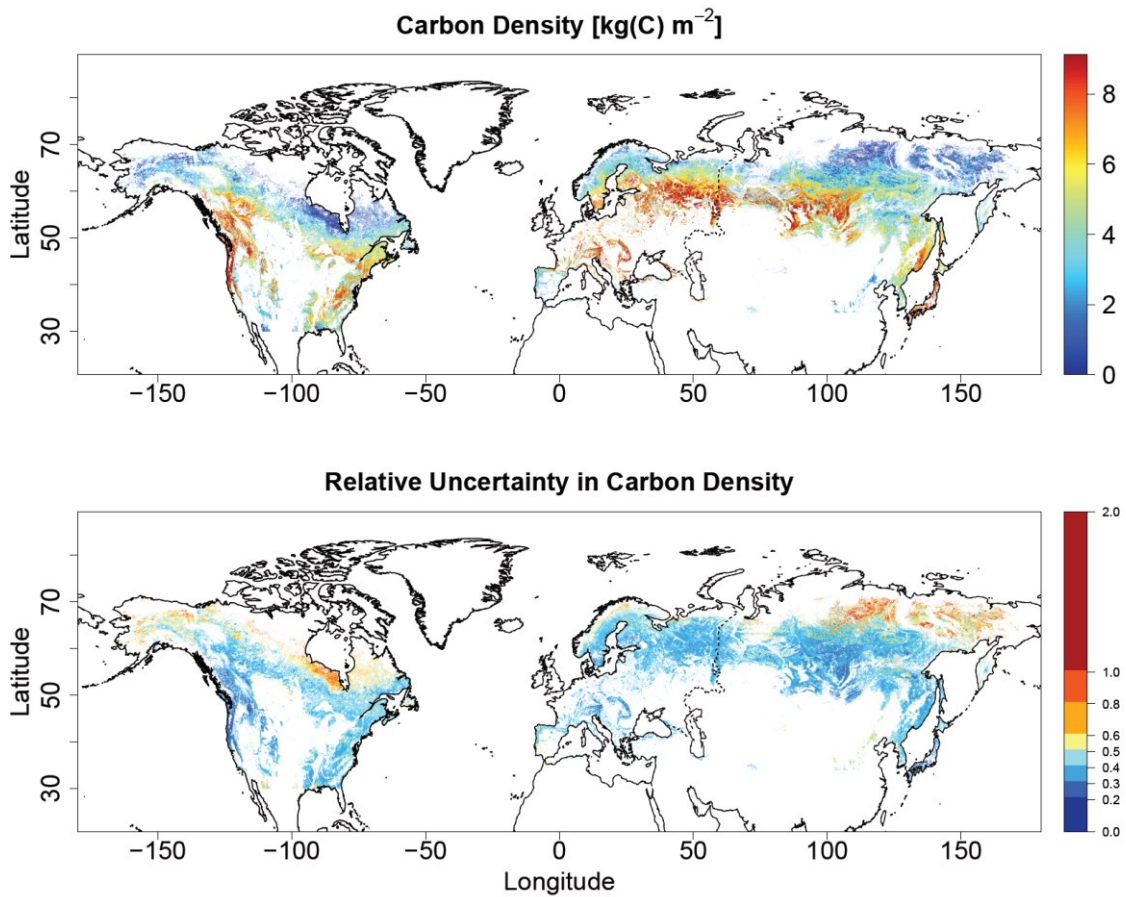 Carbon Density [kg(C) m⁻²]
Latitude
70
50
30
−150 −100 −50 0 50 100 150
8
6
4
2
0
Relative Uncertainty in Carbon Density
Latitude
70
50
30
−150 −100 −50 0 50 100 150
Longitude
2.0
1.0
0.8
0.6
0.5
0.4
0.3
0.2
0.0